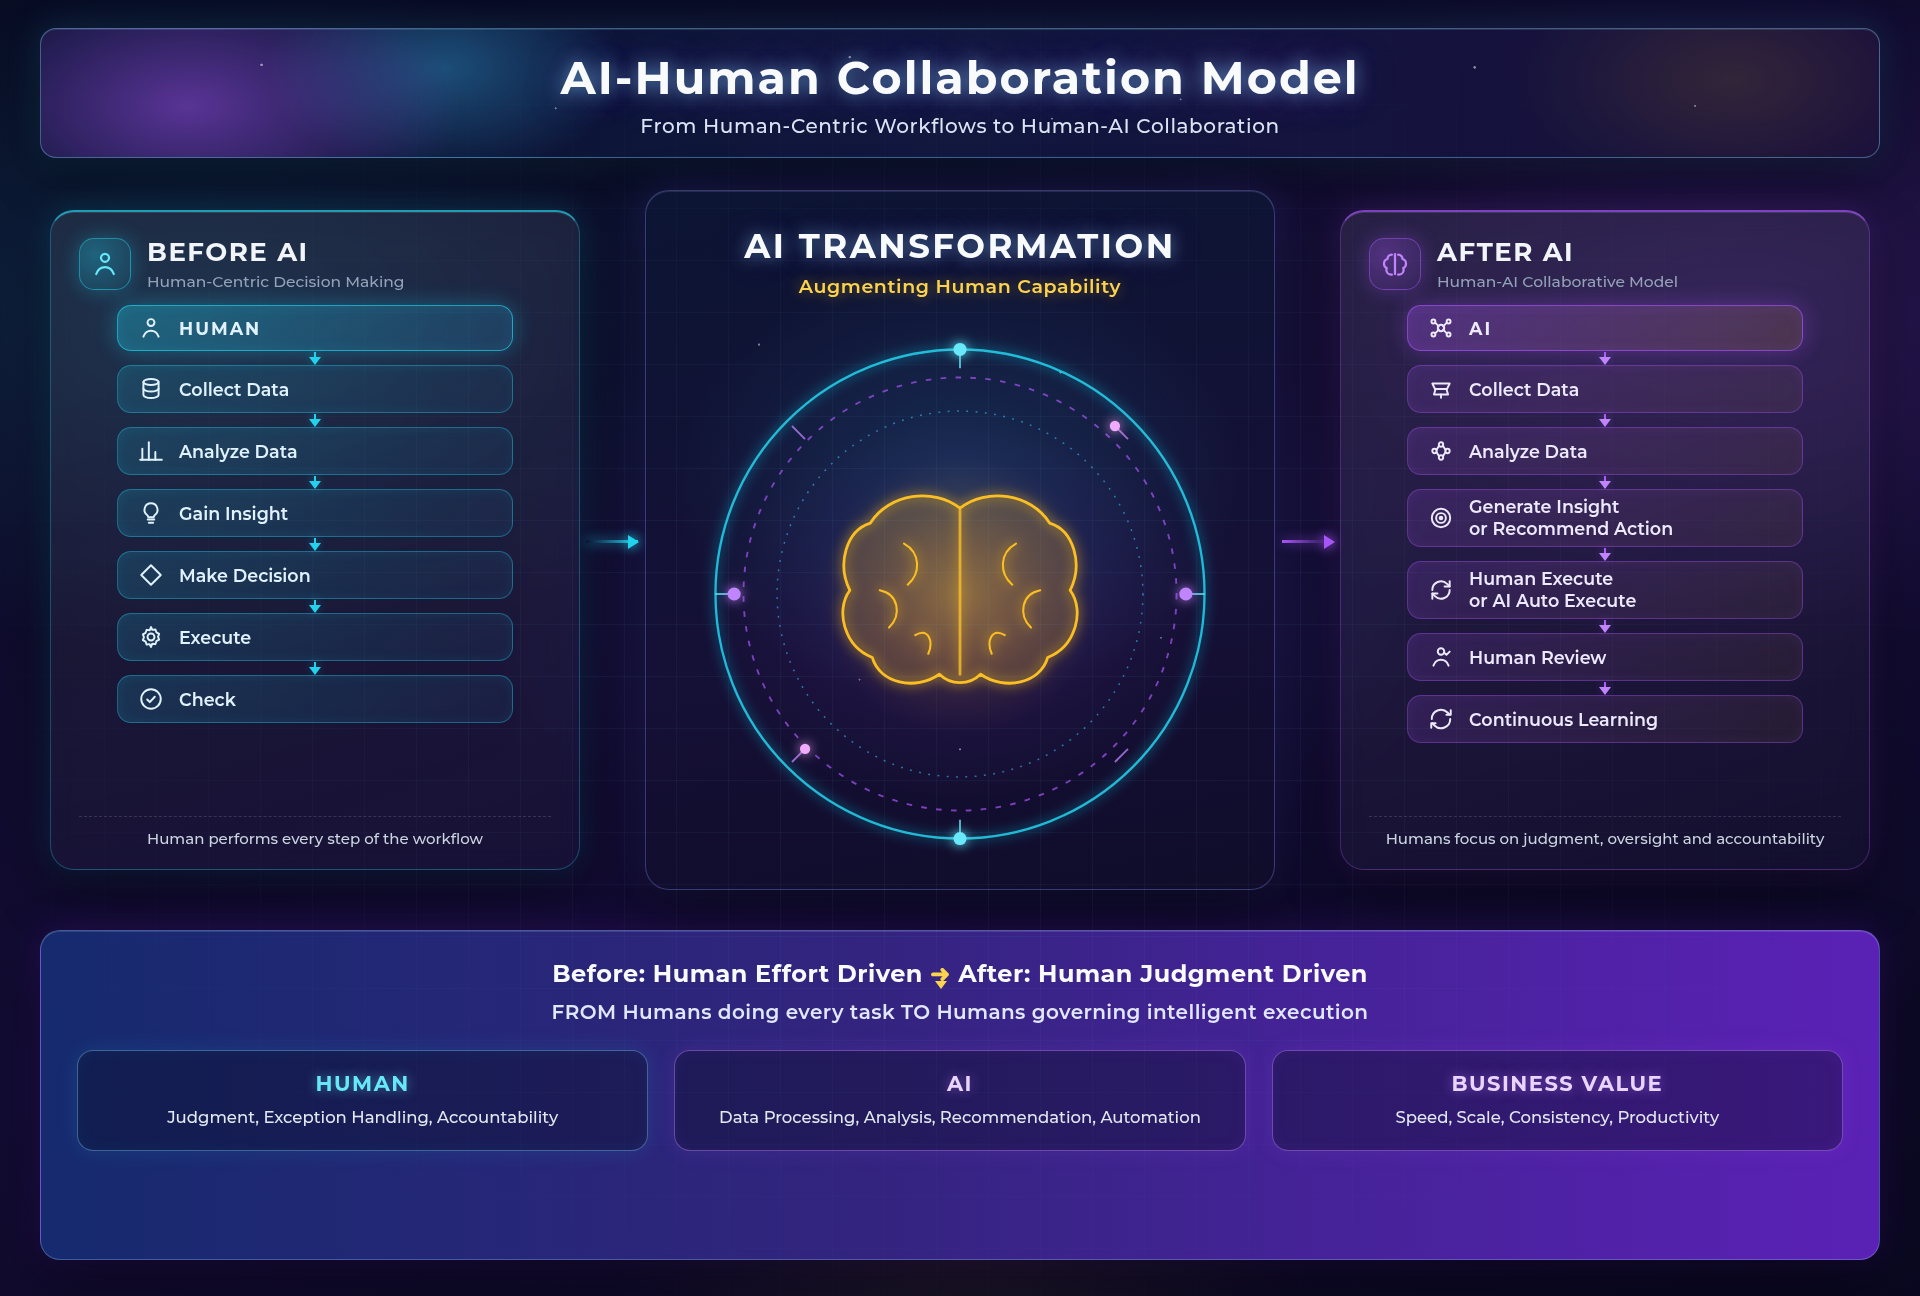 AI-Human Collaboration Model
From Human-Centric Workflows to Human-AI Collaboration
BEFORE AI
Human-Centric Decision Making
HUMAN
Collect Data
Analyze Data
Gain Insight
Make Decision
Execute
Check
Human performs every step of the workflow
AI TRANSFORMATION
Augmenting Human Capability
AFTER AI
Human-AI Collaborative Model
AI
Collect Data
Analyze Data
Generate Insight
or Recommend Action
Human Execute
or AI Auto Execute
Human Review
Continuous Learning
Humans focus on judgment, oversight and accountability
Before: Human Effort Driven ➜ After: Human Judgment Driven
FROM Humans doing every task TO Humans governing intelligent execution
HUMAN
Judgment, Exception Handling, Accountability
AI
Data Processing, Analysis, Recommendation, Automation
BUSINESS VALUE
Speed, Scale, Consistency, Productivity